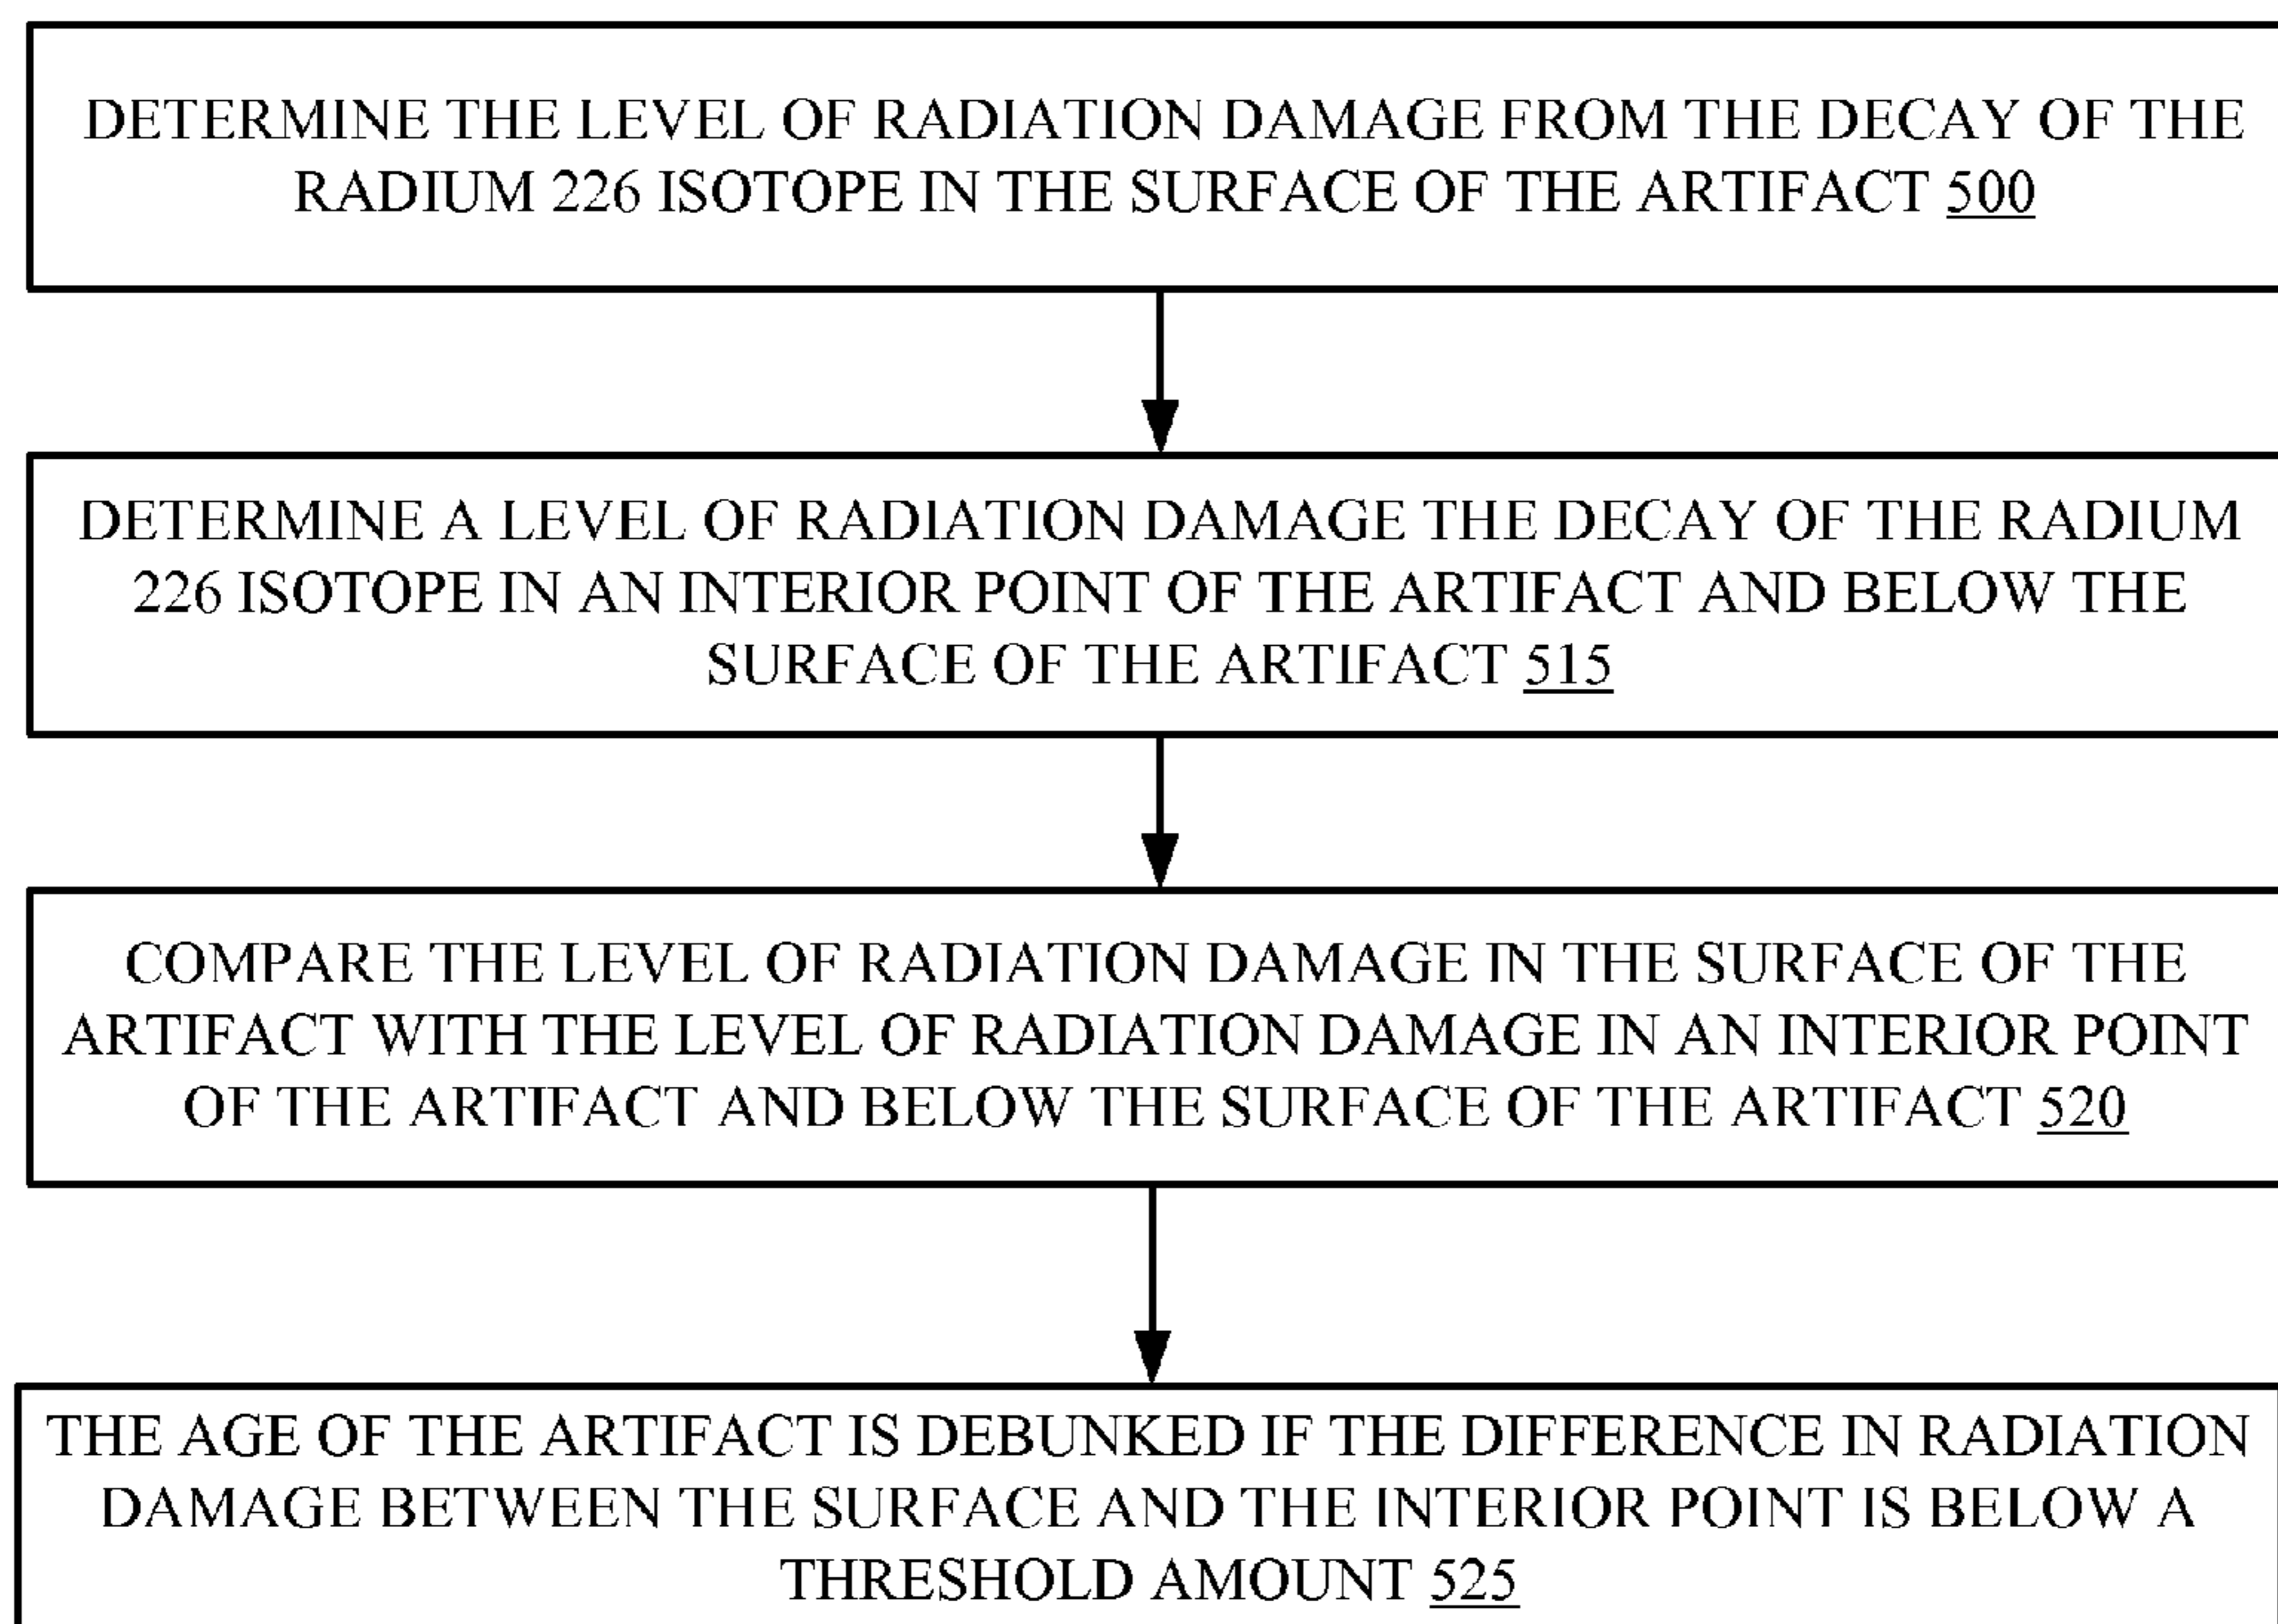 DETERMINE THE LEVEL OF RADIATION DAMAGE FROM THE DECAY OF THE
RADIUM 226 ISOTOPE IN THE SURFACE OF THE ARTIFACT 500
DETERMINE A LEVEL OF RADIATION DAMAGE THE DECAY OF THE RADIUM
226 ISOTOPE IN AN INTERIOR POINT OF THE ARTIFACT AND BELOW THE
SURFACE OF THE ARTIFACT 515
COMPARE THE LEVEL OF RADIATION DAMAGE IN THE SURFACE OF THE
ARTIFACT WITH THE LEVEL OF RADIATION DAMAGE IN AN INTERIOR POINT
OF THE ARTIFACT AND BELOW THE SURFACE OF THE ARTIFACT 520
THE AGE OF THE ARTIFACT IS DEBUNKED IF THE DIFFERENCE IN RADIATION
DAMAGE BETWEEN THE SURFACE AND THE INTERIOR POINT IS BELOW A
THRESHOLD AMOUNT 525